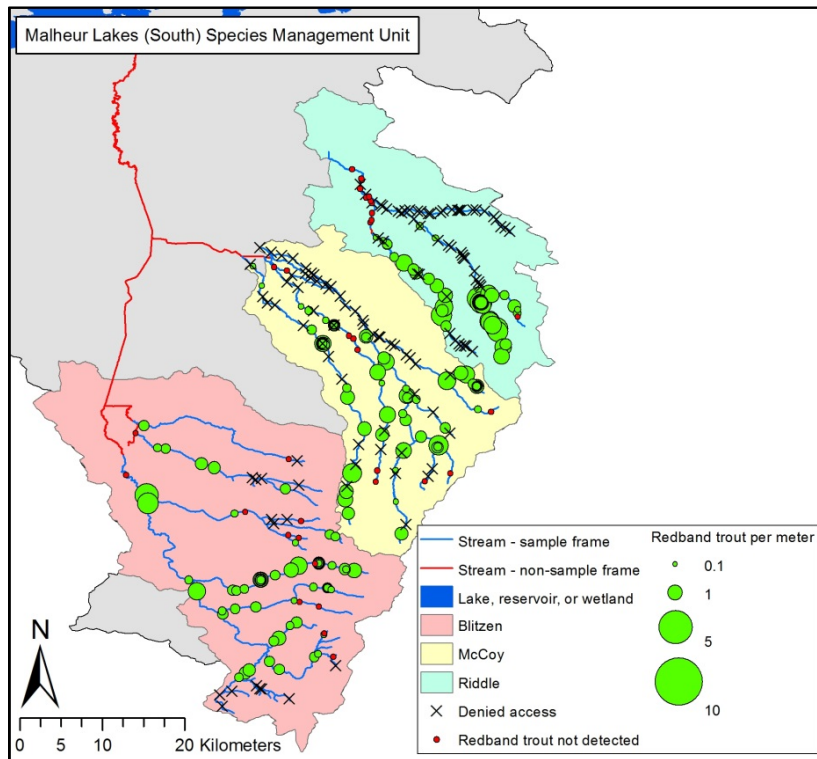 Malheur Lakes (South) Species Management Unit
Stream - sample frame
Stream - non-sample frame
Lake, reservoir, or wetland
Blitzen
McCoy
Riddle
Denied access
Redband trout not detected
Redband trout per meter
0.1
1
5
10
N
0 5 10 20 Kilometers